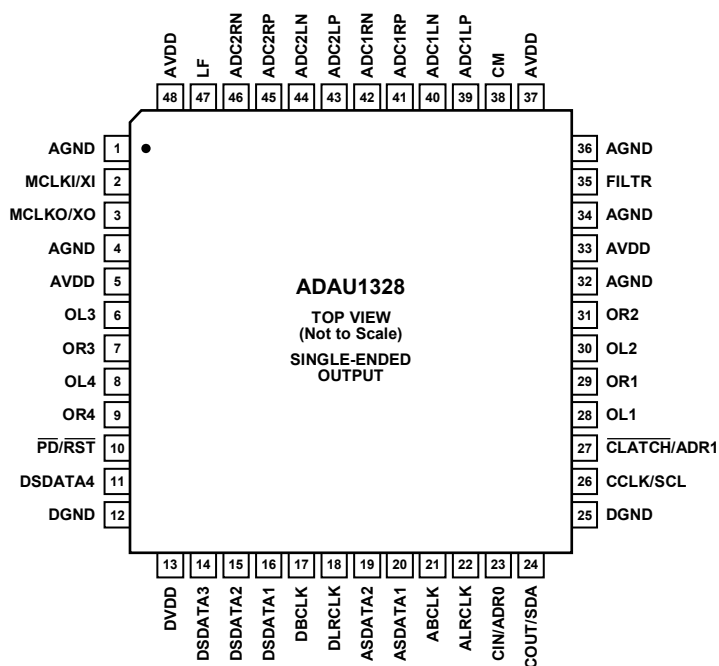 AVDD
LF
ADC2RN
ADC2RP
ADC2LN
ADC2LP
ADC1RN
ADC1RP
ADC1LN
ADC1LP
CM
AVDD
48
47
46
45
44
43
42
41
40
39
38
37
AGND 1
MCLKI/XI 2
MCLKO/XO 3
AGND 4
AVDD 5
OL3 6
OR3 7
OL4 8
OR4 9
PD/RST 10
DSDATA4 11
DGND 12
ADAU1328
TOP VIEW
(Not to Scale)
SINGLE-ENDED
OUTPUT
36 AGND
35 FILTR
34 AGND
33 AVDD
32 AGND
31 OR2
30 OL2
29 OR1
28 OL1
27 CLATCH/ADR1
26 CCLK/SCL
25 DGND
13
14
15
16
17
18
19
20
21
22
23
24
DVDD
DSDATA3
DSDATA2
DSDATA1
DBCLK
DLRCLK
ASDATA2
ASDATA1
ABCLK
ALRCLK
CIN/ADR0
COUT/SDA